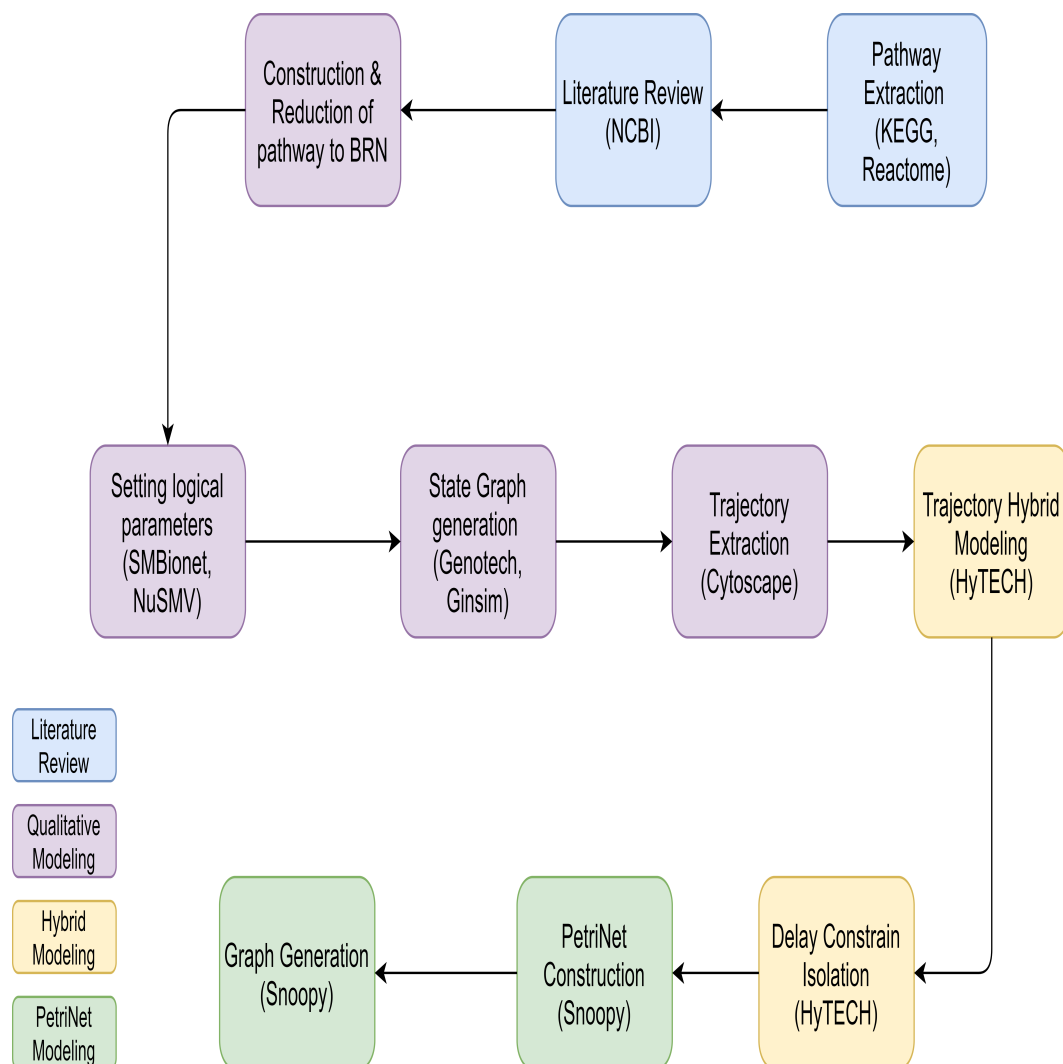 Construction &
Reduction of
pathway to BRN
Literature Review
(NCBI)
Pathway
Extraction
(KEGG,
Reactome)
Setting logical
parameters
(SMBionet,
NuSMV)
State Graph
generation
(Genotech,
Ginsim)
Trajectory
Extraction
(Cytoscape)
Trajectory Hybrid
Modeling
(HyTECH)
Literature
Review
Qualitative
Modeling
Hybrid
Modeling
PetriNet
Modeling
Graph Generation
(Snoopy)
PetriNet
Construction
(Snoopy)
Delay Constrain
Isolation
(HyTECH)